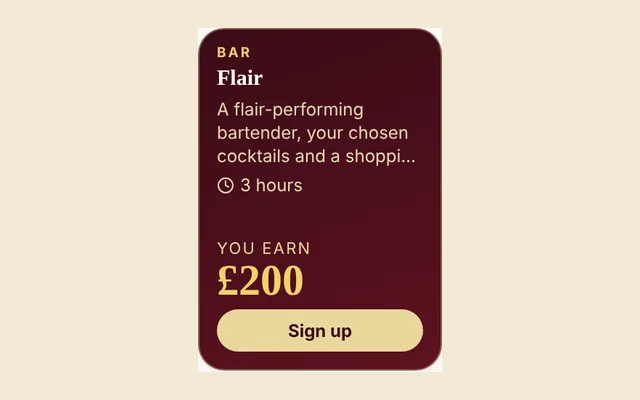 BAR
Flair
A flair-performing
bartender, your chosen
cocktails and a shoppi...
3 hours
YOU EARN
£200
Sign up